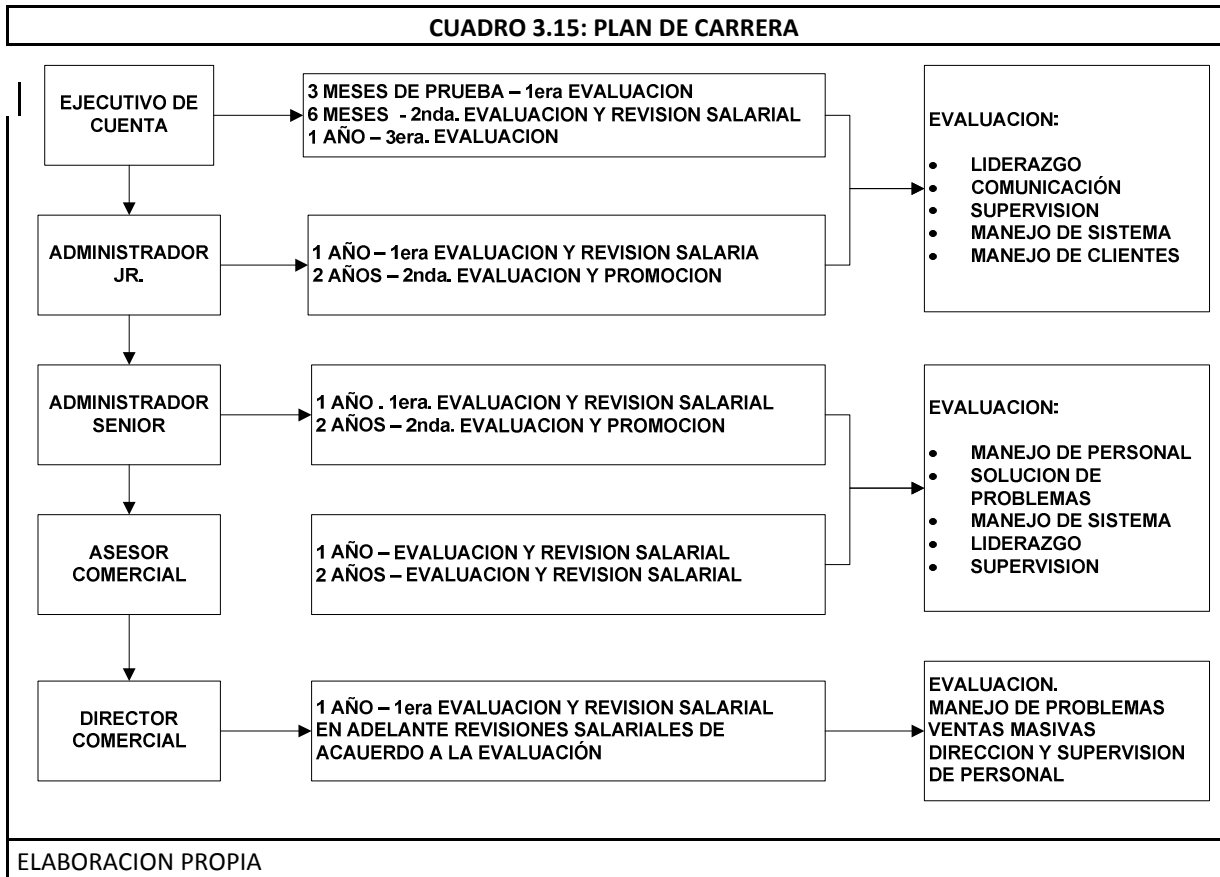 CUADRO 3.15: PLAN DE CARRERA
EJECUTIVO DE
CUENTA
3 MESES DE PRUEBA – 1era EVALUACION
6 MESES - 2nda. EVALUACION Y REVISION SALARIAL
1 AÑO – 3era. EVALUACION
EVALUACION:
• LIDERAZGO
• COMUNICACIÓN
• SUPERVISION
• MANEJO DE SISTEMA
• MANEJO DE CLIENTES
ADMINISTRADOR
JR.
1 AÑO – 1era EVALUACION Y REVISION SALARIA
2 AÑOS – 2nda. EVALUACION Y PROMOCION
ADMINISTRADOR
SENIOR
1 AÑO . 1era. EVALUACION Y REVISION SALARIAL
2 AÑOS – 2nda. EVALUACION Y PROMOCION
EVALUACION:
• MANEJO DE PERSONAL
• SOLUCION DE
PROBLEMAS
• MANEJO DE SISTEMA
• LIDERAZGO
• SUPERVISION
ASESOR
COMERCIAL
1 AÑO – EVALUACION Y REVISION SALARIAL
2 AÑOS – EVALUACION Y REVISION SALARIAL
DIRECTOR
COMERCIAL
1 AÑO – 1era EVALUACION Y REVISION SALARIAL
EN ADELANTE REVISIONES SALARIALES DE
ACAUERDO A LA EVALUACIÓN
EVALUACION.
MANEJO DE PROBLEMAS
VENTAS MASIVAS
DIRECCION Y SUPERVISION
DE PERSONAL
ELABORACION PROPIA